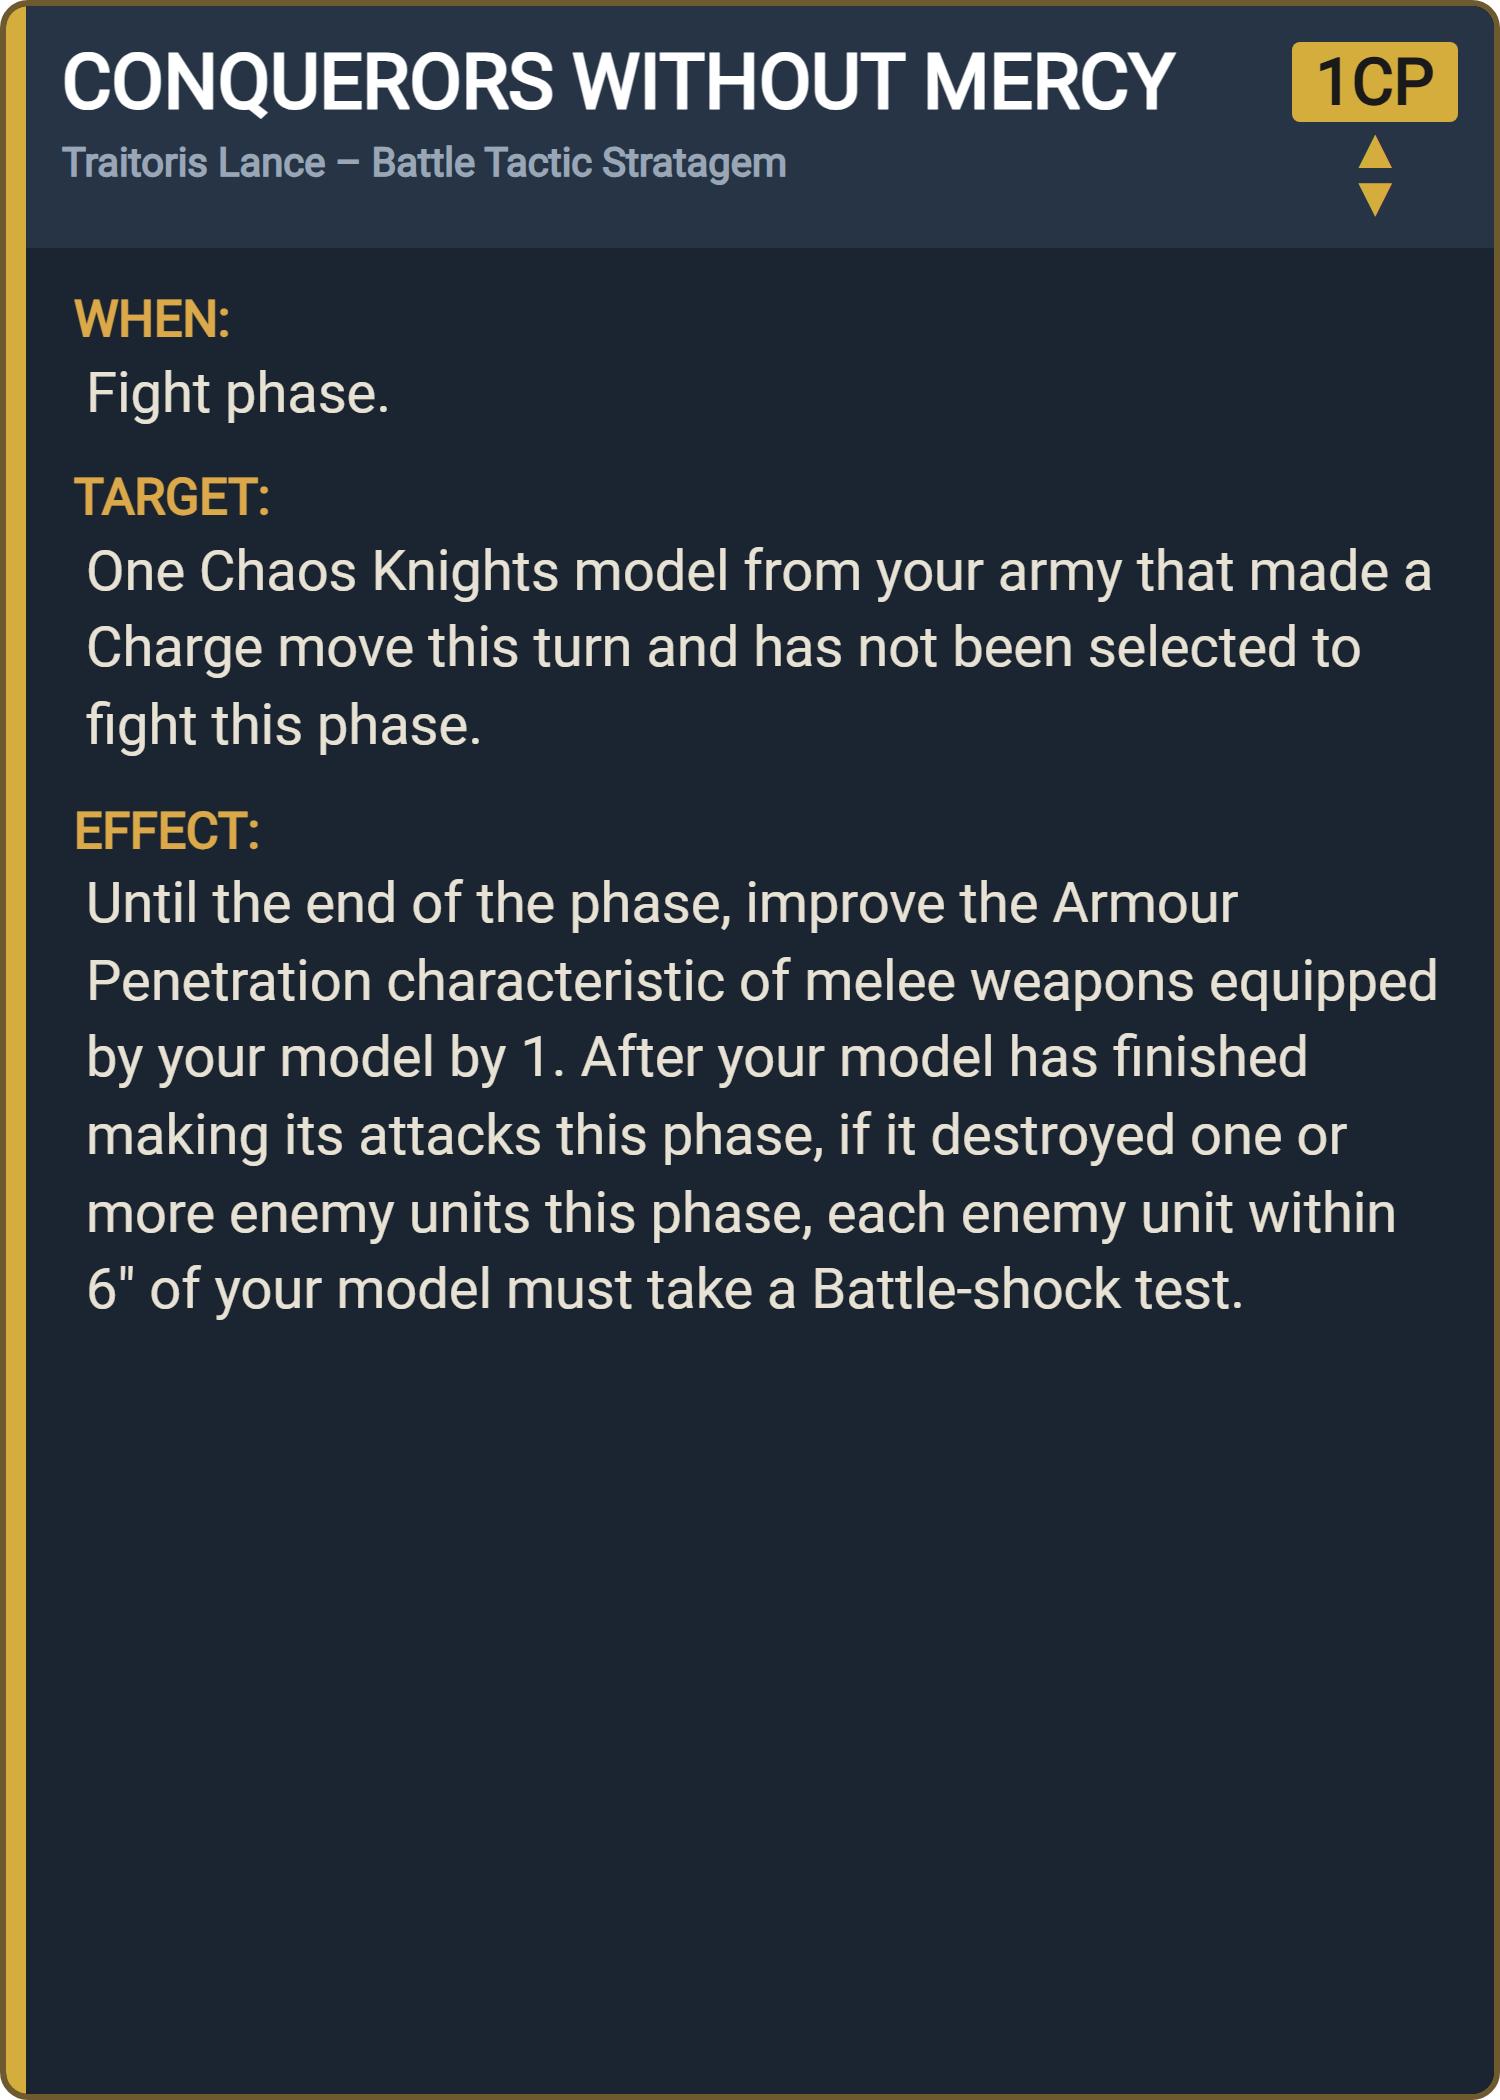 CONQUERORS WITHOUT MERCY
1CP
Traitoris Lance – Battle Tactic Stratagem
WHEN:
Fight phase.
TARGET:
One Chaos Knights model from your army that made a
Charge move this turn and has not been selected to
fight this phase.
EFFECT:
Until the end of the phase, improve the Armour
Penetration characteristic of melee weapons equipped
by your model by 1. After your model has finished
making its attacks this phase, if it destroyed one or
more enemy units this phase, each enemy unit within
6" of your model must take a Battle-shock test.